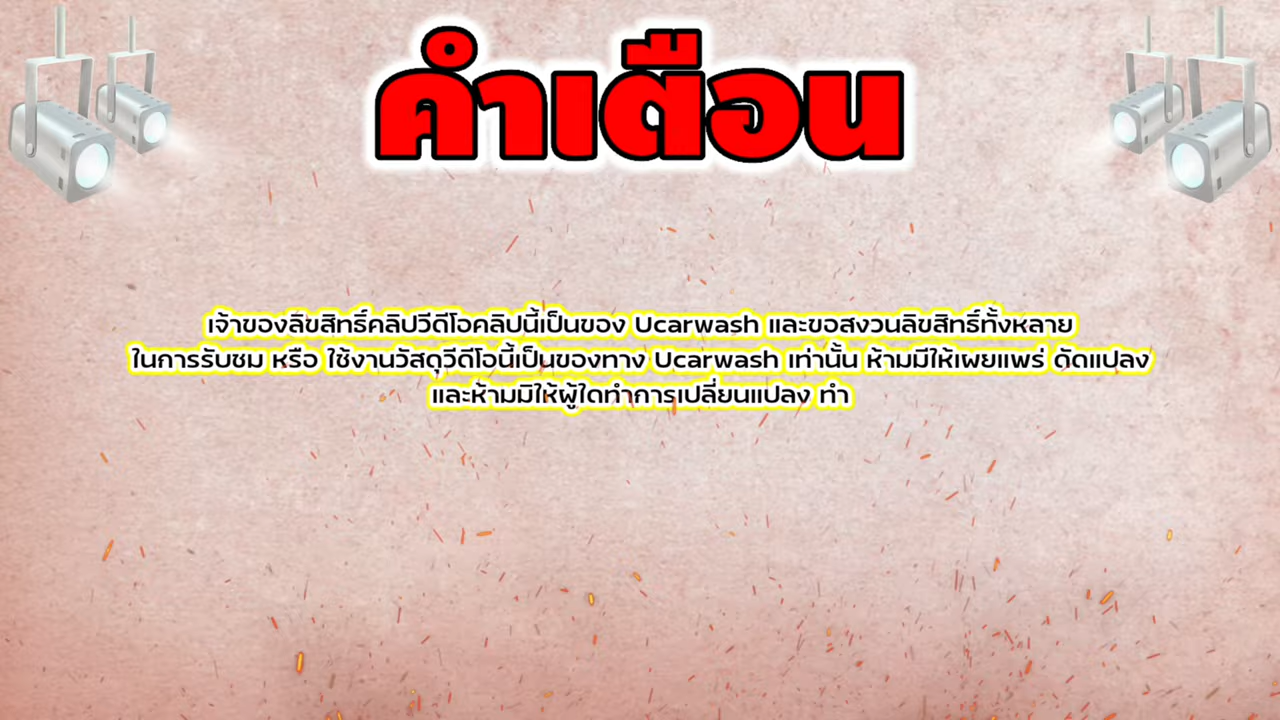 คำเตือน
เจ้าของลิขสิทธิ์คลิปวีดีโอคลิปนี้เป็นของ Ucarwash และขอสงวนลิขสิทธิ์ทั้งหลาย
ในการรับชม หรือ ใช้งานวัสดุวีดีโอนี้เป็นของทาง Ucarwash เท่านั้น ห้ามมีให้เผยแพร่ ดัดแปลง
และห้ามมิให้ผู้ใดทำการเปลี่ยนแปลง ทำ